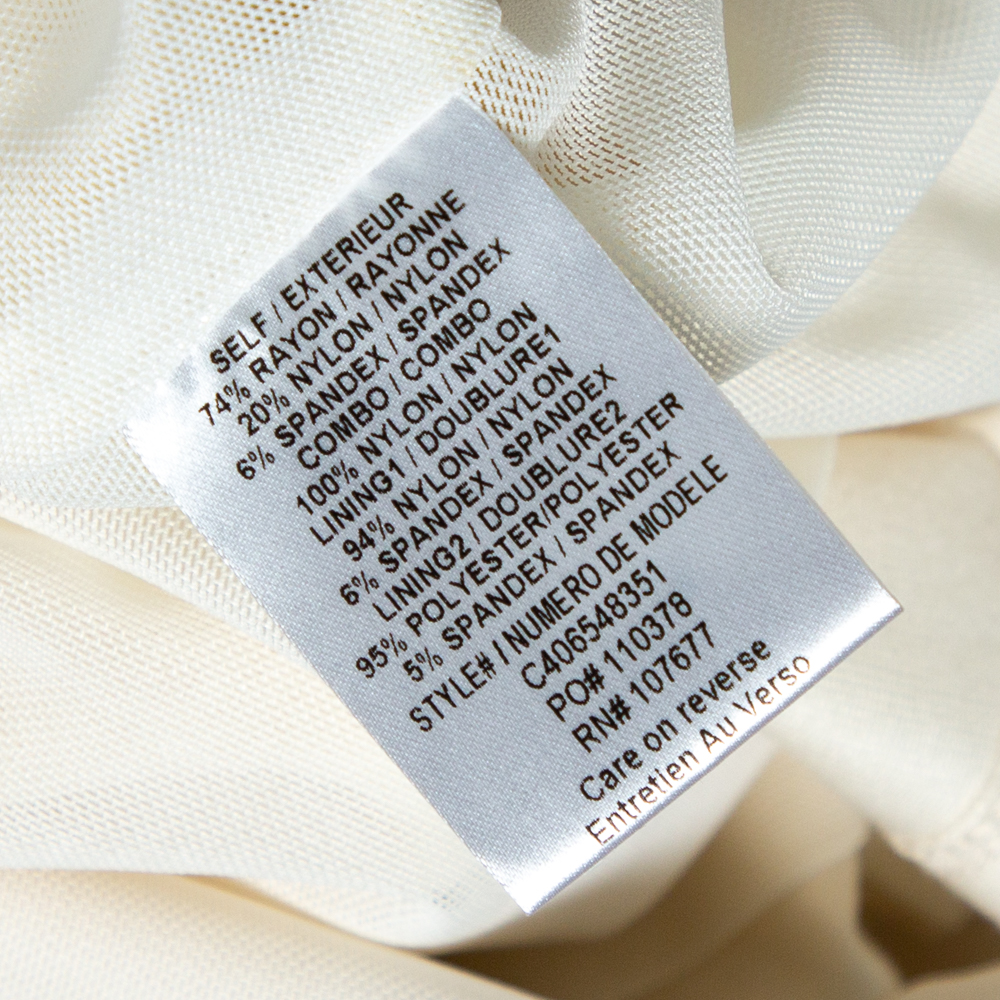 SELF / EXTERIEUR
74% RAYON / RAYONNE
20% NYLON / NYLON
6% SPANDEX / SPANDEX
COMBO / COMBO
100% NYLON / NYLON
LINING1 / DOUBLURE1
94% NYLON / NYLON
6% SPANDEX / SPANDEX
LINING2 / DOUBLURE2
95% POLYESTER/POLYESTER
5% SPANDEX / SPANDEX
STYLE# / NUMERO DE MODELE
C406548351
PO# 110378
RN# 107677
Care on reverse
Entretien Au Verso